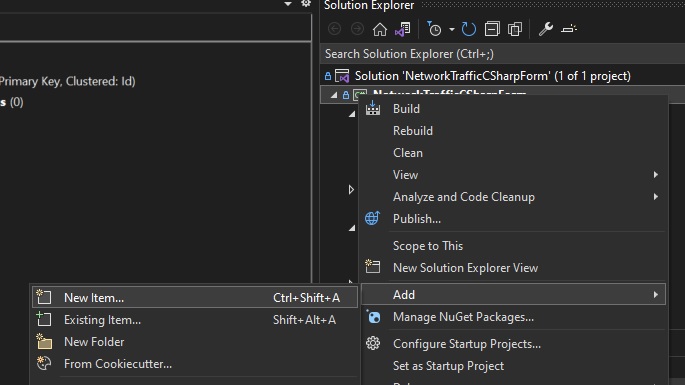 Solution Explorer
Search Solution Explorer (Ctrl+;)
Primary Key, Clustered: Id)
s (0)
Solution 'NetworkTrafficCSharpForm' (1 of 1 project)
NetworkTrafficCSharpForm
Build
Rebuild
Clean
View
Analyze and Code Cleanup
Publish...
Scope to This
New Solution Explorer View
Add
New Item... Ctrl+Shift+A
Existing Item... Shift+Alt+A
New Folder
From Cookiecutter...
Manage NuGet Packages...
Configure Startup Projects...
Set as Startup Project